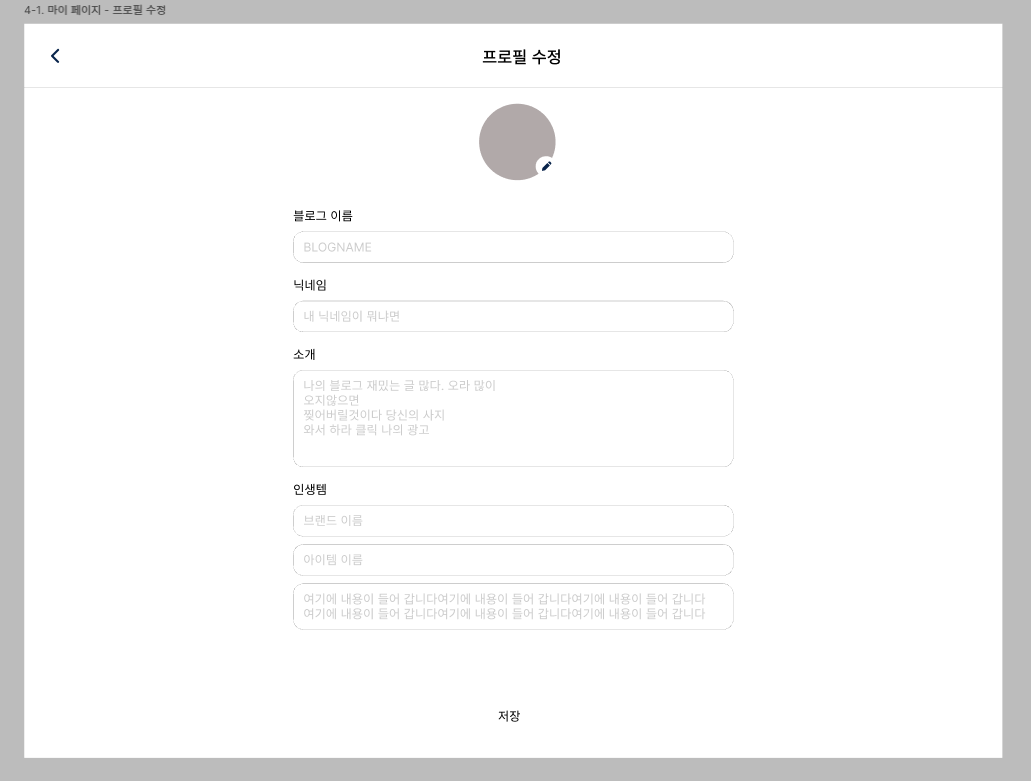 4-1. 마이 페이지 - 프로필 수정
프로필 수정
블로그 이름
BLOGNAME
닉네임
내 닉네임이 뭐냐면
소개
나의 블로그 재밌는 글 많다. 오라 많이
오지않으면
찢어버릴것이다 당신의 사지
와서 하라 클릭 나의 광고
인생템
브랜드 이름
아이템 이름
여기에 내용이 들어 갑니다여기에 내용이 들어 갑니다여기에 내용이 들어 갑니다
여기에 내용이 들어 갑니다여기에 내용이 들어 갑니다여기에 내용이 들어 갑니다
저장